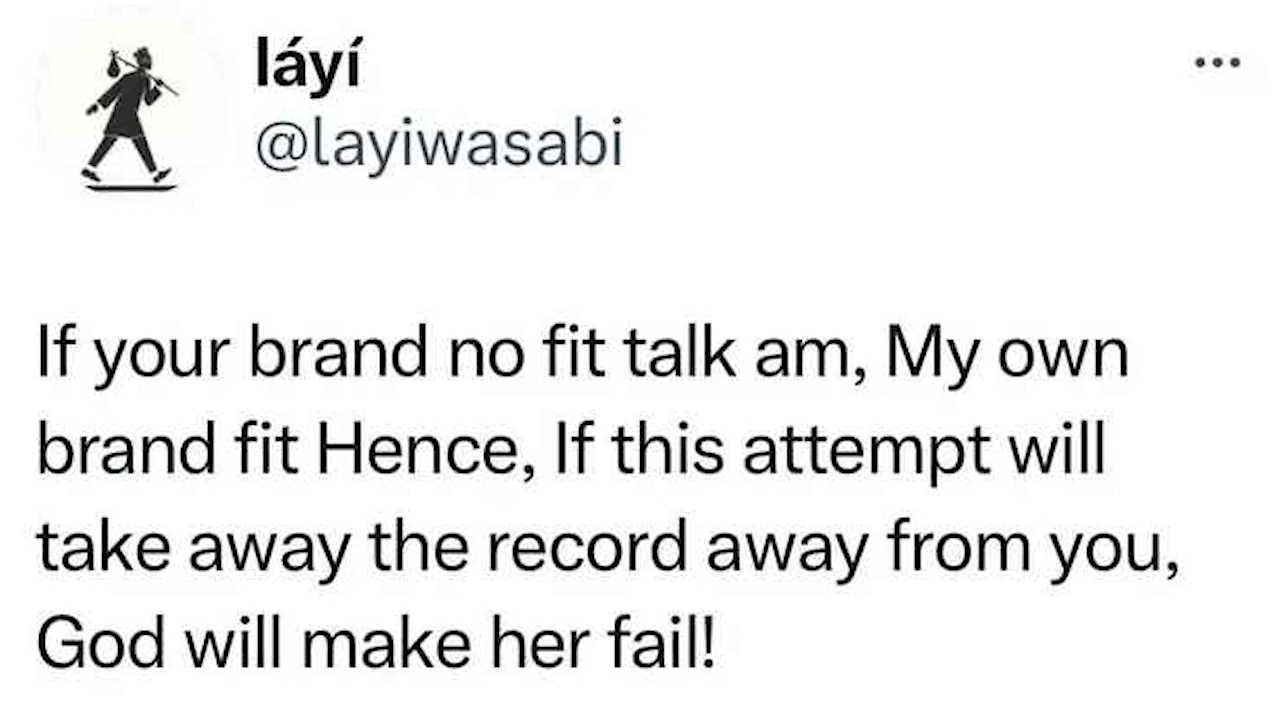 láyí
@layiwasabi
If your brand no fit talk am, My own
brand fit Hence, If this attempt will
take away the record away from you,
God will make her fail!